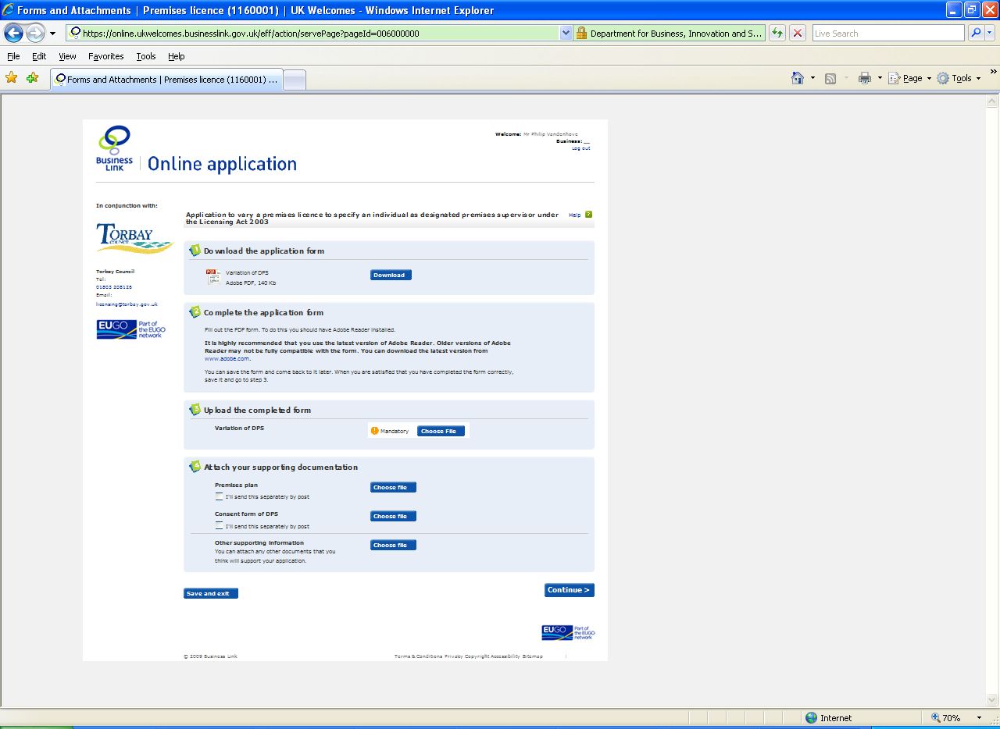 Forms and Attachments | Premises licence (1160001) | UK Welcomes - Windows Internet Explorer
https://online.ukwelcomes.businesslink.gov.uk/eff/action/servePage?pageId=006000000
Department for Business, Innovation and S...
Live Search
File Edit View Favorites Tools Help
Forms and Attachments | Premises licence (1160001) ...
Page Tools
Welcome: Mr Philip Vandenhove
Business: __
Log out
BUSINESS LINK
Online application
In conjunction with:
TORBAY
COUNCIL
Torbay Council
Tel:
01803 208126
Email:
licensing@torbay.gov.uk
EUGO Part of the EUGO network
Application to vary a premises licence to specify an individual as designated premises supervisor under
the Licensing Act 2003
Help ?
1 Download the application form
PDF
Variation of DPS
Adobe PDF, 140 Kb
Download
2 Complete the application form
Fill out the PDF form. To do this you should have Adobe Reader installed.
It is highly recommended that you use the latest version of Adobe Reader. Older versions of Adobe
Reader may not be fully compatible with the form. You can download the latest version from
www.adobe.com.
You can save the form and come back to it later. When you are satisfied that you have completed the form correctly,
save it and go to step 3.
3 Upload the completed form
Variation of DPS
! Mandatory
Choose File
4 Attach your supporting documentation
Premises plan
Choose file
I'll send this separately by post
Consent form of DPS
Choose file
I'll send this separately by post
Other supporting information
Choose file
You can attach any other documents that you
think will support your application.
Save and exit
Continue >
EUGO Part of the EUGO network
© 2009 Business Link
Terms & Conditions Privacy Copyright Accessibility Sitemap |
Internet
70%